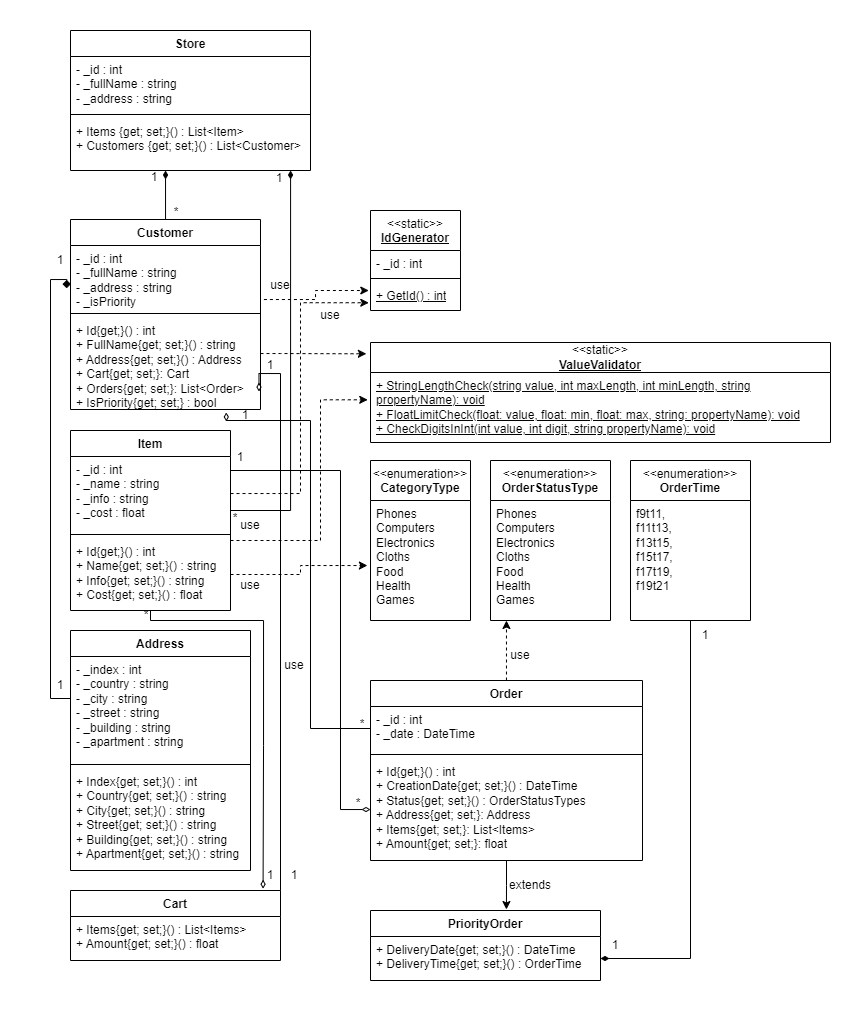 Store
- _id : int
- _fullName : string
- _address : string
+ Items {get; set;}() : List<Item>
+ Customers {get; set;}() : List<Customer>
1
1
*
Customer
- _id : int
- _fullName : string
- _address : string
- _isPriority
+ Id{get;}() : int
+ FullName{get; set;}() : string
+ Address{get; set;}() : Address
+ Cart{get; set;}: Cart
+ Orders{get; set;}: List<Order>
+ IsPriority{get; set;} : bool
1
use
use
1
1
<<static>>
IdGenerator
- _id : int
+ GetId() : int
<<static>>
ValueValidator
+ StringLengthCheck(string value, int maxLength, int minLength, string
propertyName): void
+ FloatLimitCheck(float: value, float: min, float: max, string: propertyName): void
+ CheckDigitsInInt(int value, int digit, string propertyName): void
Item
- _id : int
- _name : string
- _info : string
- _cost : float
+ Id{get;}() : int
+ Name{get; set;}() : string
+ Info{get; set;}() : string
+ Cost{get; set;}() : float
1
*
use
use
*
<<enumeration>>
CategoryType
Phones
Computers
Electronics
Cloths
Food
Health
Games
<<enumeration>>
OrderStatusType
Phones
Computers
Electronics
Cloths
Food
Health
Games
<<enumeration>>
OrderTime
f9t11,
f11t13,
f13t15,
f15t17,
f17t19,
f19t21
1
use
Address
- _index : int
- _country : string
- _city : string
- _street : string
- _building : string
- _apartment : string
+ Index{get; set;}() : int
+ Country{get; set;}() : string
+ City{get; set;}() : string
+ Street{get; set;}() : string
+ Building{get; set;}() : string
+ Apartment{get; set;}() : string
1
use
*
*
Order
- _id : int
- _date : DateTime
+ Id{get;}() : int
+ CreationDate{get; set;}() : DateTime
+ Status{get; set;}() : OrderStatusTypes
+ Address{get; set;}: Address
+ Items{get; set;}: List<Items>
+ Amount{get; set;}: float
1
1
extends
Cart
+ Items{get; set;}() : List<Items>
+ Amount{get; set;}() : float
PriorityOrder
+ DeliveryDate{get; set;}() : DateTime
+ DeliveryTime{get; set;}() : OrderTime
1